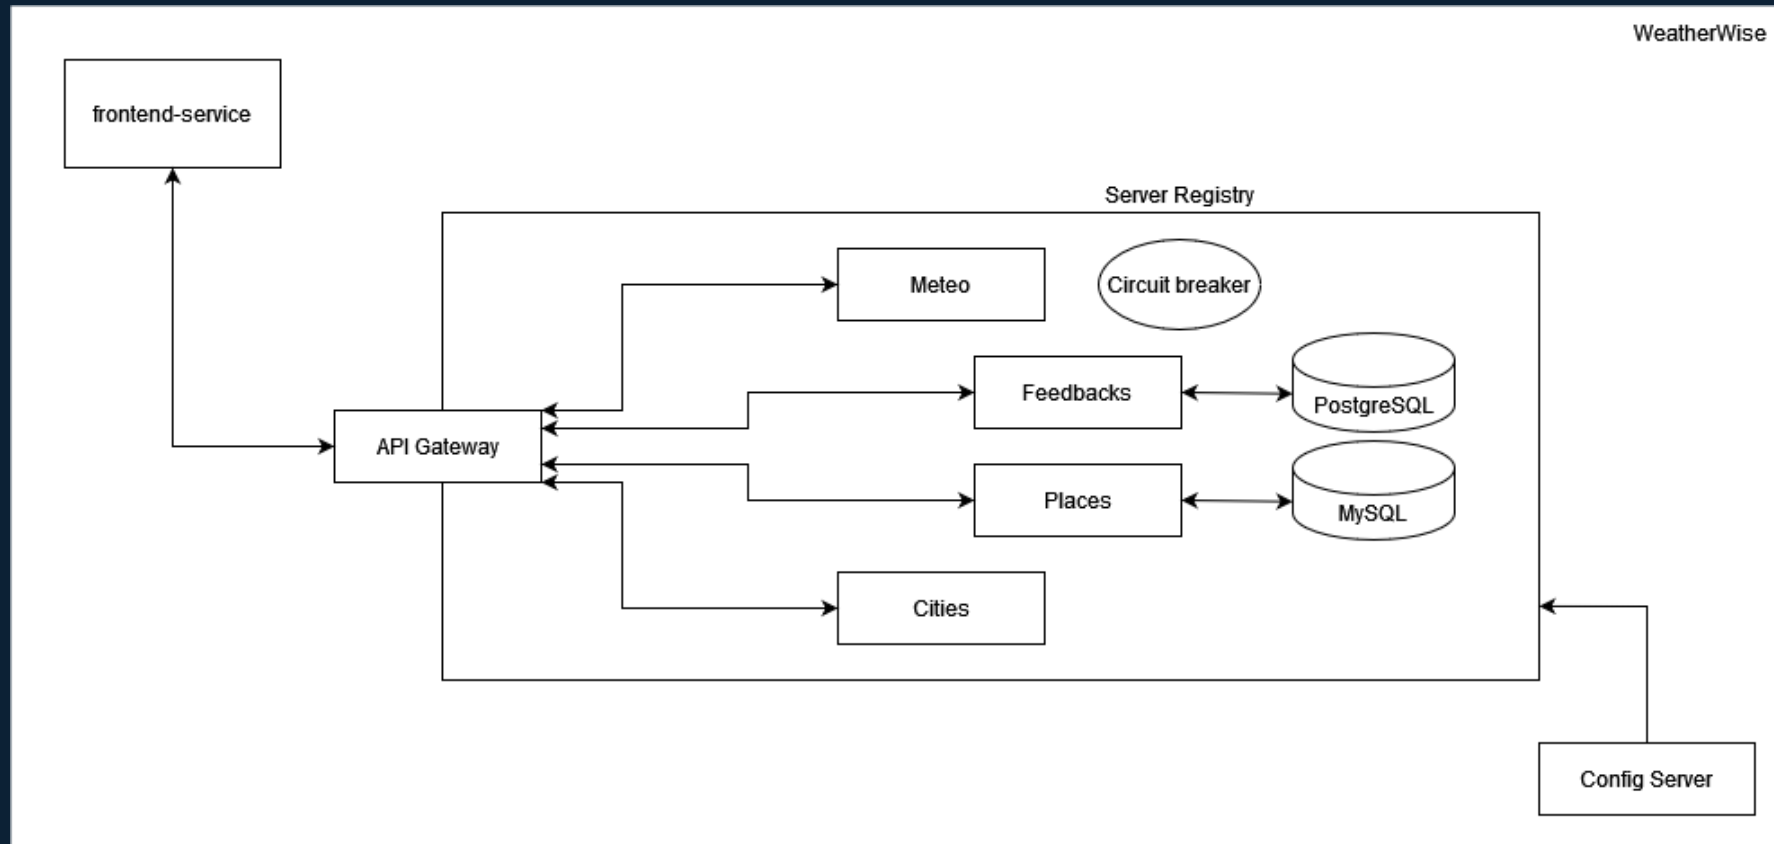 WeatherWise
frontend-service
Server Registry
Meteo
Circuit breaker
Feedbacks
PostgreSQL
API Gateway
Places
MySQL
Cities
Config Server